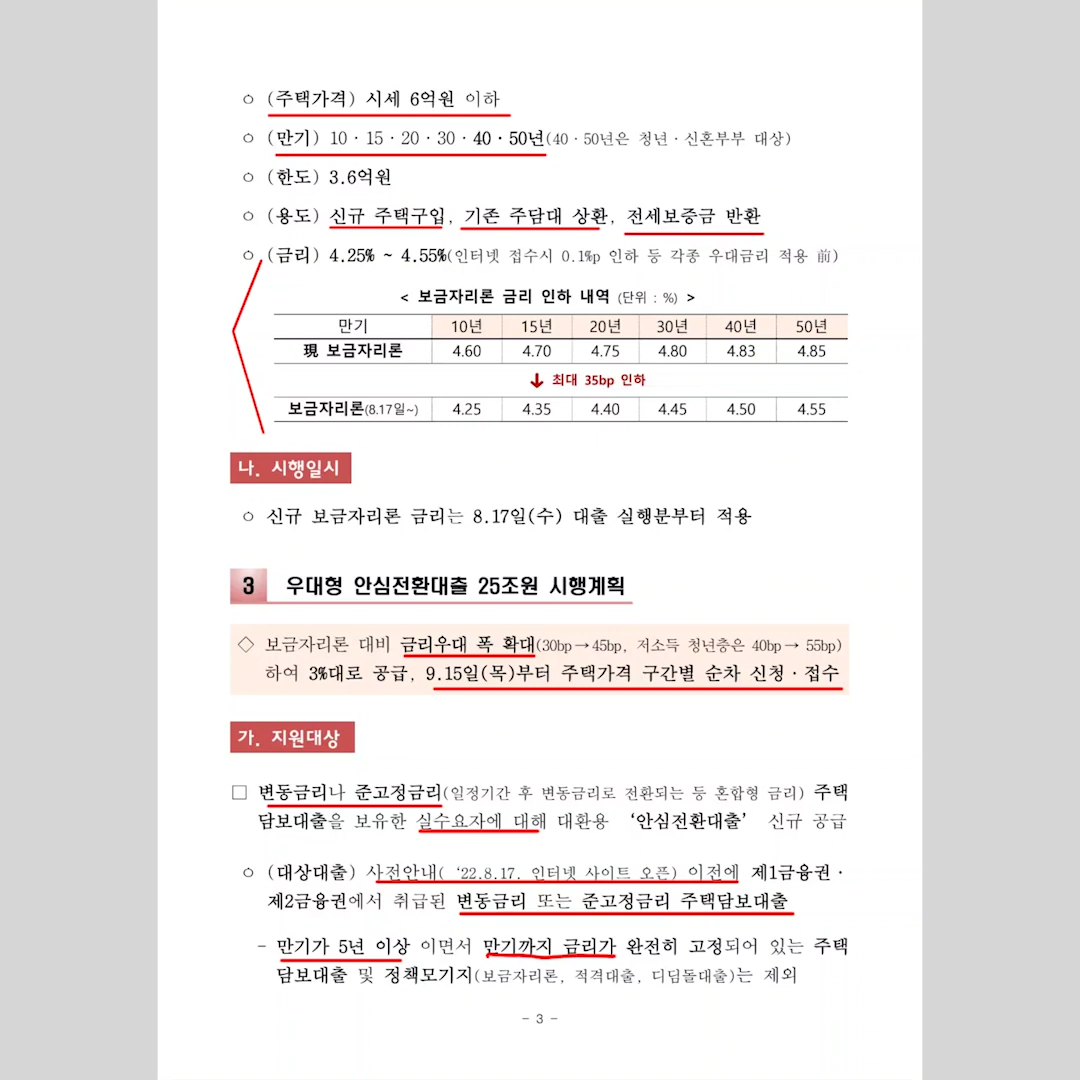 ㅇ (주택가격) 시세 6억원 이하
ㅇ (만기) 10·15·20·30·40·50년(40·50년은 청년·신혼부부 대상)
ㅇ (한도) 3.6억원
ㅇ (용도) 신규 주택구입, 기존 주담대 상환, 전세보증금 반환
ㅇ (금리) 4.25% ~ 4.55%(인터넷 접수시 0.1%p 인하 등 각종 우대금리 적용 前)
< 보금자리론 금리 인하 내역 (단위 : %) >
만기 10년 15년 20년 30년 40년 50년
現 보금자리론 4.60 4.70 4.75 4.80 4.83 4.85
↓ 최대 35bp 인하
보금자리론(8.17일~) 4.25 4.35 4.40 4.45 4.50 4.55
나. 시행일시
ㅇ 신규 보금자리론 금리는 8.17일(수) 대출 실행분부터 적용
3 우대형 안심전환대출 25조원 시행계획
◇ 보금자리론 대비 금리우대 폭 확대(30bp→45bp, 저소득 청년층은 40bp→ 55bp)
하여 3%대로 공급, 9.15일(목)부터 주택가격 구간별 순차 신청·접수
가. 지원대상
□ 변동금리나 준고정금리(일정기간 후 변동금리로 전환되는 등 혼합형 금리) 주택
담보대출을 보유한 실수요자에 대해 대환용 ‘안심전환대출’ 신규 공급
ㅇ (대상대출) 사전안내( ‘22.8.17. 인터넷 사이트 오픈) 이전에 제1금융권·
제2금융권에서 취급된 변동금리 또는 준고정금리 주택담보대출
- 만기가 5년 이상 이면서 만기까지 금리가 완전히 고정되어 있는 주택
담보대출 및 정책모기지(보금자리론, 적격대출, 디딤돌대출)는 제외
- 3 -